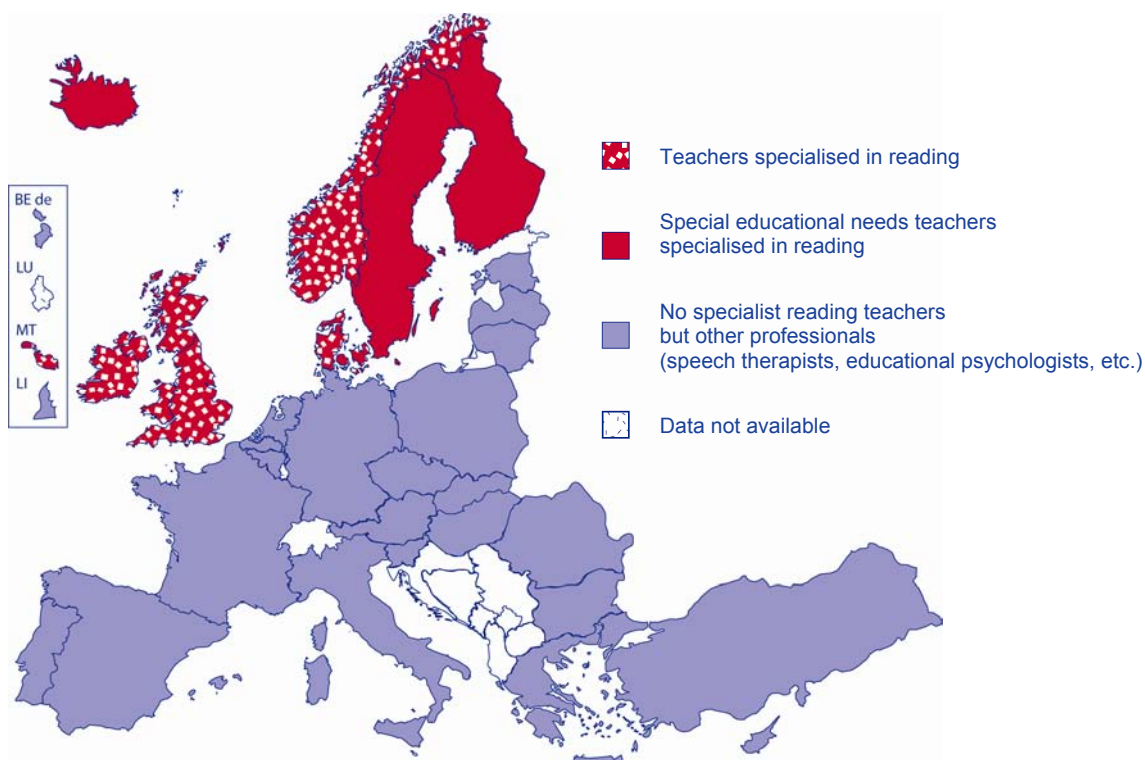 BE de
LU
MT
LI
Teachers specialised in reading
Special educational needs teachers
specialised in reading
No specialist reading teachers
but other professionals
(speech therapists, educational psychologists, etc.)
Data not available